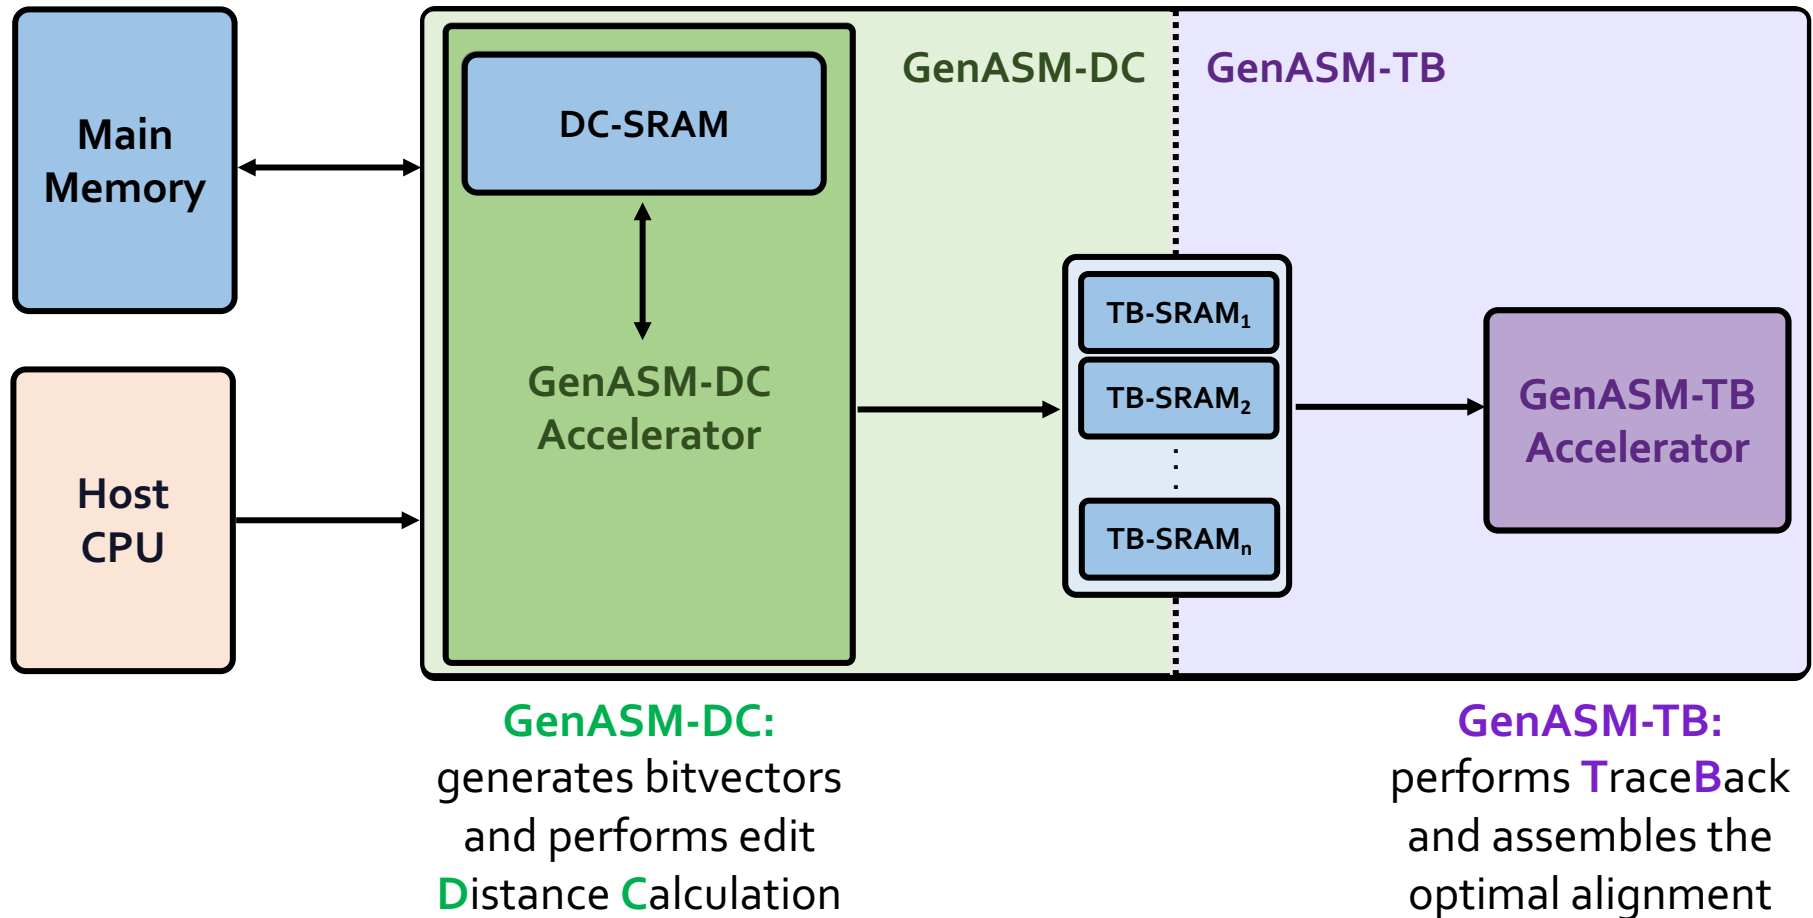 Main
Memory
Host
CPU
DC-SRAM
GenASM-DC
Accelerator
GenASM-DC
GenASM-TB
TB-SRAM₁
TB-SRAM₂
TB-SRAMₙ
GenASM-TB
Accelerator
GenASM-DC:
generates bitvectors
and performs edit
Distance Calculation
GenASM-TB:
performs TraceBack
and assembles the
optimal alignment